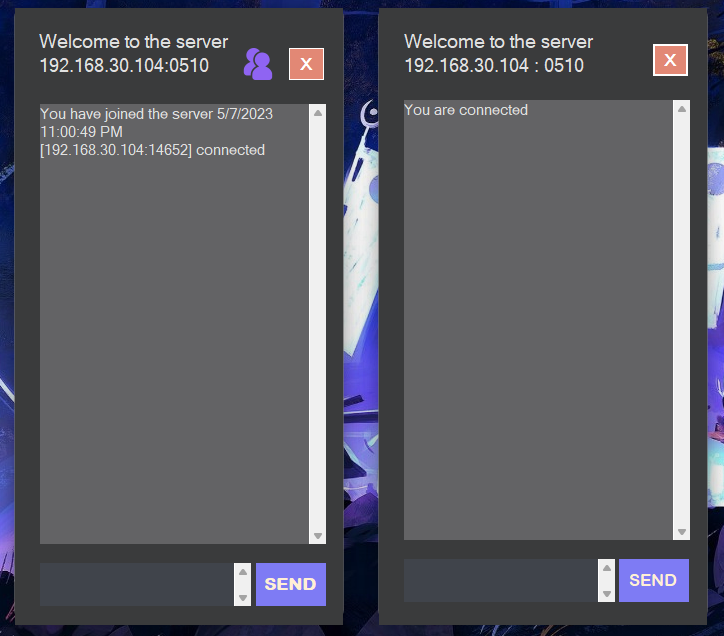 Welcome to the server
192.168.30.104:0510
X
You have joined the server 5/7/2023
11:00:49 PM
[192.168.30.104:14652] connected
SEND
Welcome to the server
192.168.30.104 : 0510
X
You are connected
SEND